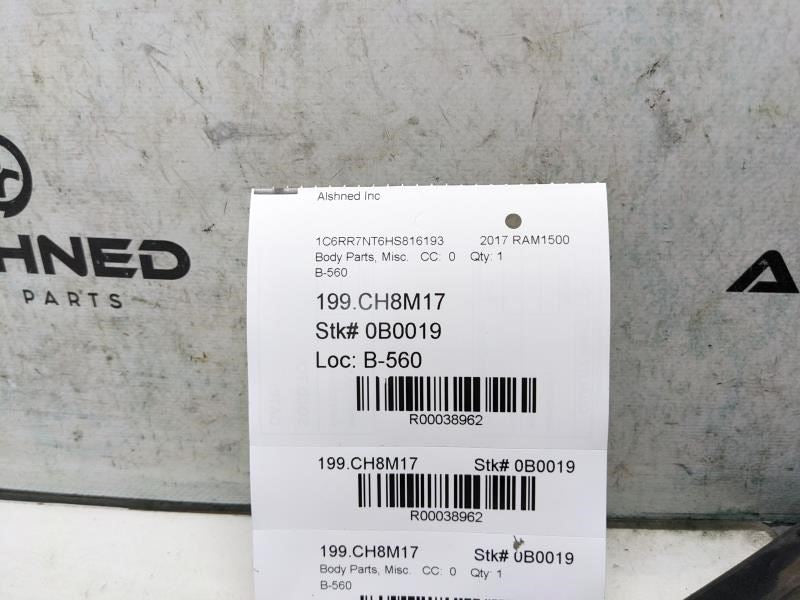 Alshned Inc
1C6RR7NT6HS816193 2017 RAM1500
Body Parts, Misc. CC: 0 Qty: 1
B-560
199.CH8M17
Stk# 0B0019
Loc: B-560
R00038962
199.CH8M17 Stk# 0B0019
R00038962
199.CH8M17 Stk# 0B0019
Body Parts, Misc. CC: 0 Qty: 1
B-560
HNED
PARTS
A